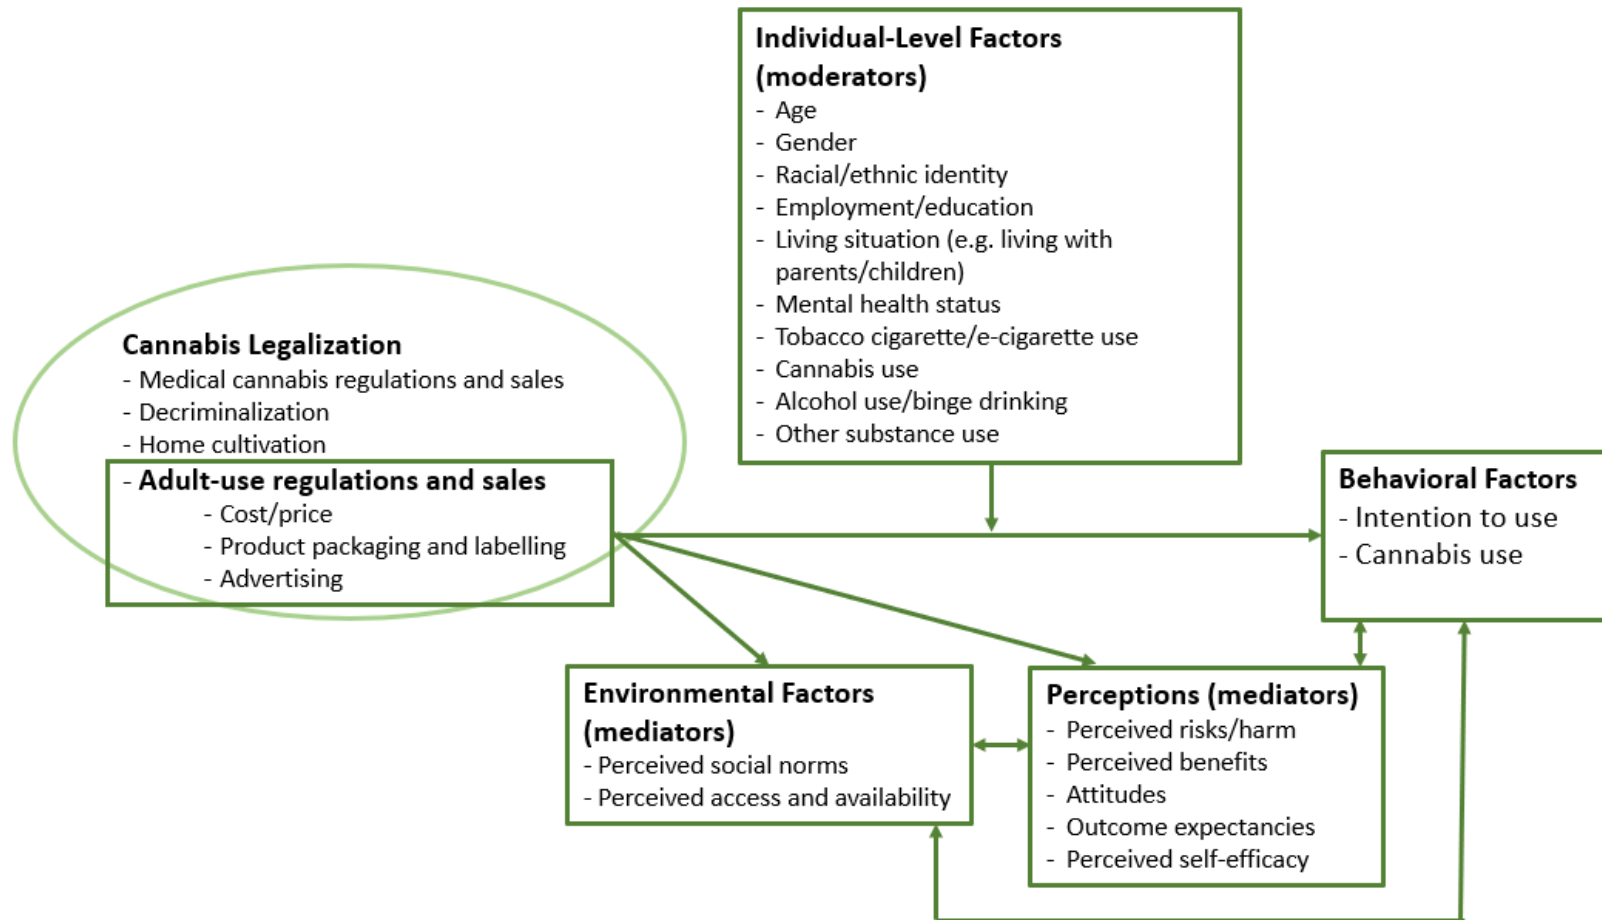 Individual-Level Factors
(moderators)
- Age
- Gender
- Racial/ethnic identity
- Employment/education
- Living situation (e.g. living with
parents/children)
- Mental health status
- Tobacco cigarette/e-cigarette use
- Cannabis use
- Alcohol use/binge drinking
- Other substance use
Cannabis Legalization
- Medical cannabis regulations and sales
- Decriminalization
- Home cultivation
- Adult-use regulations and sales
- Cost/price
- Product packaging and labelling
- Advertising
Behavioral Factors
- Intention to use
- Cannabis use
Environmental Factors
(mediators)
- Perceived social norms
- Perceived access and availability
Perceptions (mediators)
- Perceived risks/harm
- Perceived benefits
- Attitudes
- Outcome expectancies
- Perceived self-efficacy